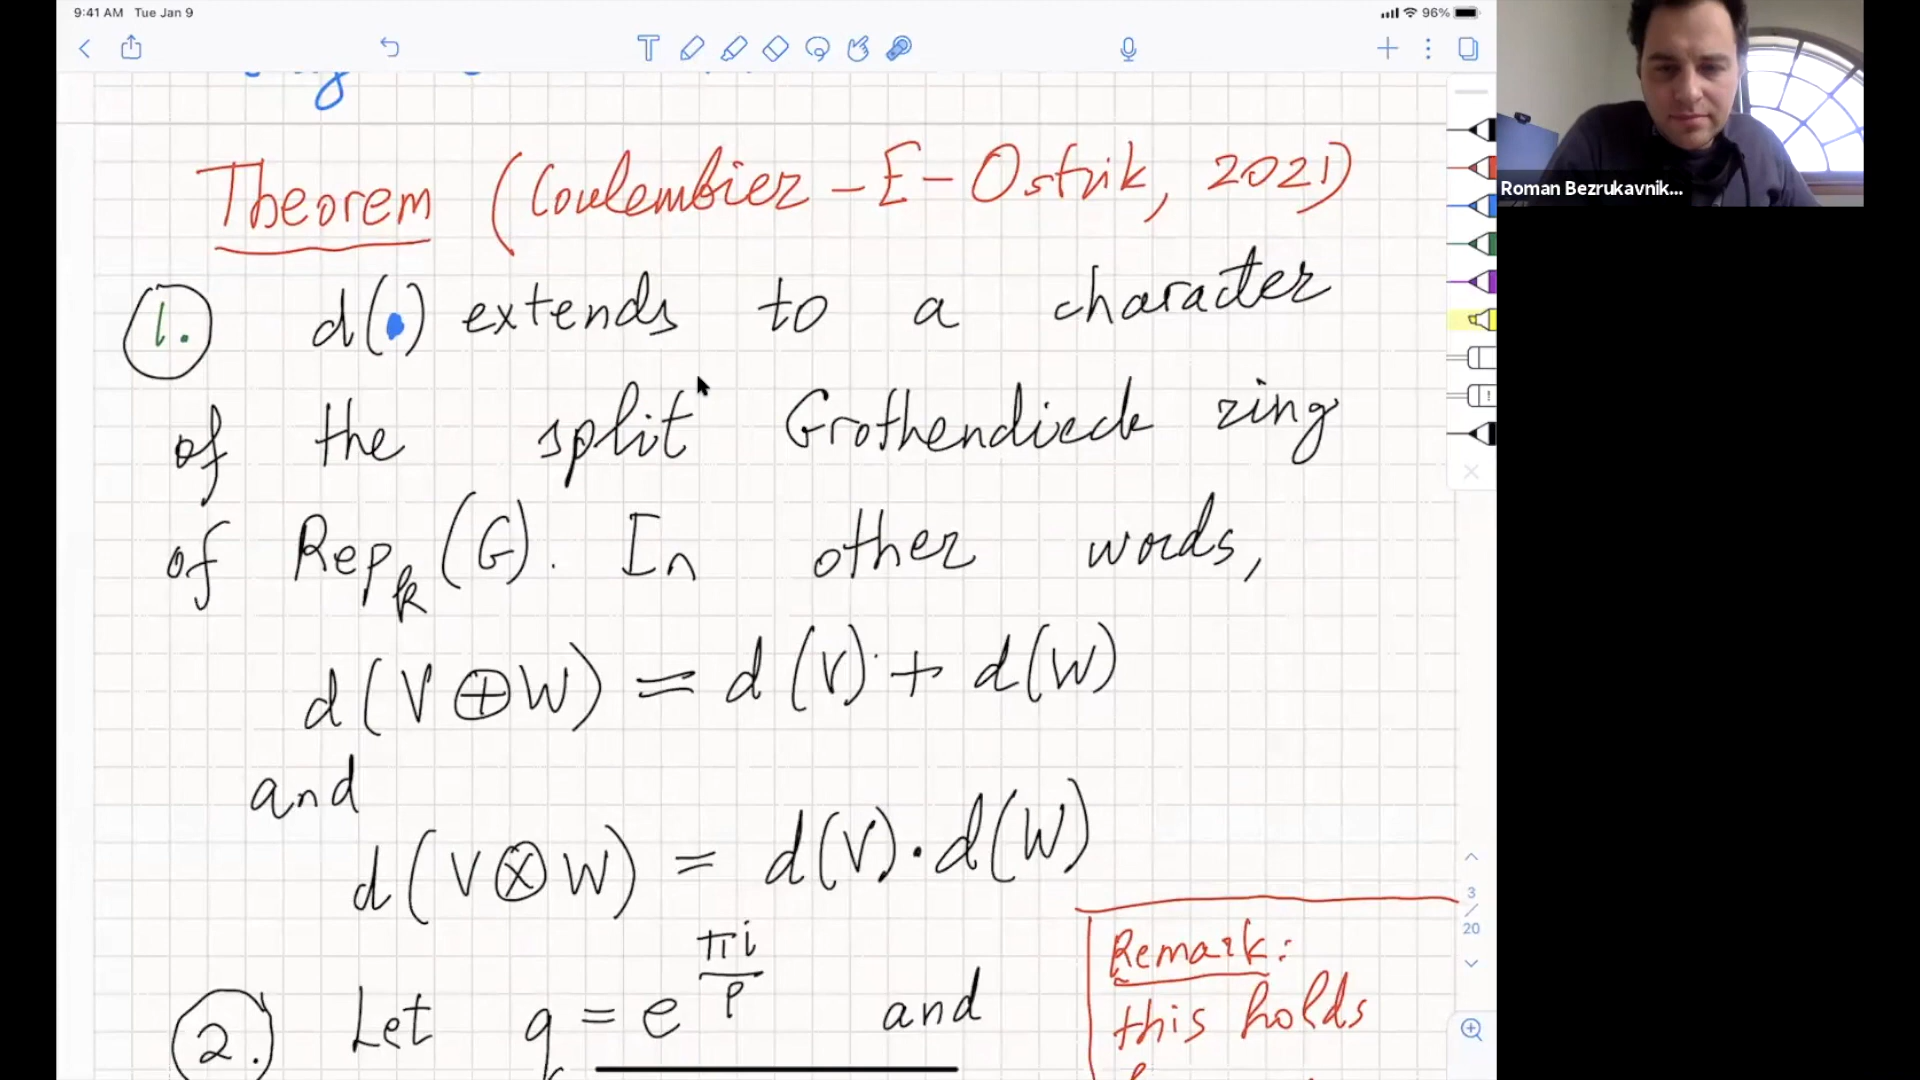 9:41 AM Tue Jan 9
96%
Theorem (Coulembier - E - Ostrik, 2021)
1. d(•) extends to a character
of the split Grothendieck ring
of Rep_k (G). In other words,
d(V ⊕ W) = d(V) + d(W)
and
d(V ⊗ W) = d(V) · d(W)
2. Let q = e^{πi/p} and
Remark:
this holds
3 / 20
Roman Bezrukavnik...